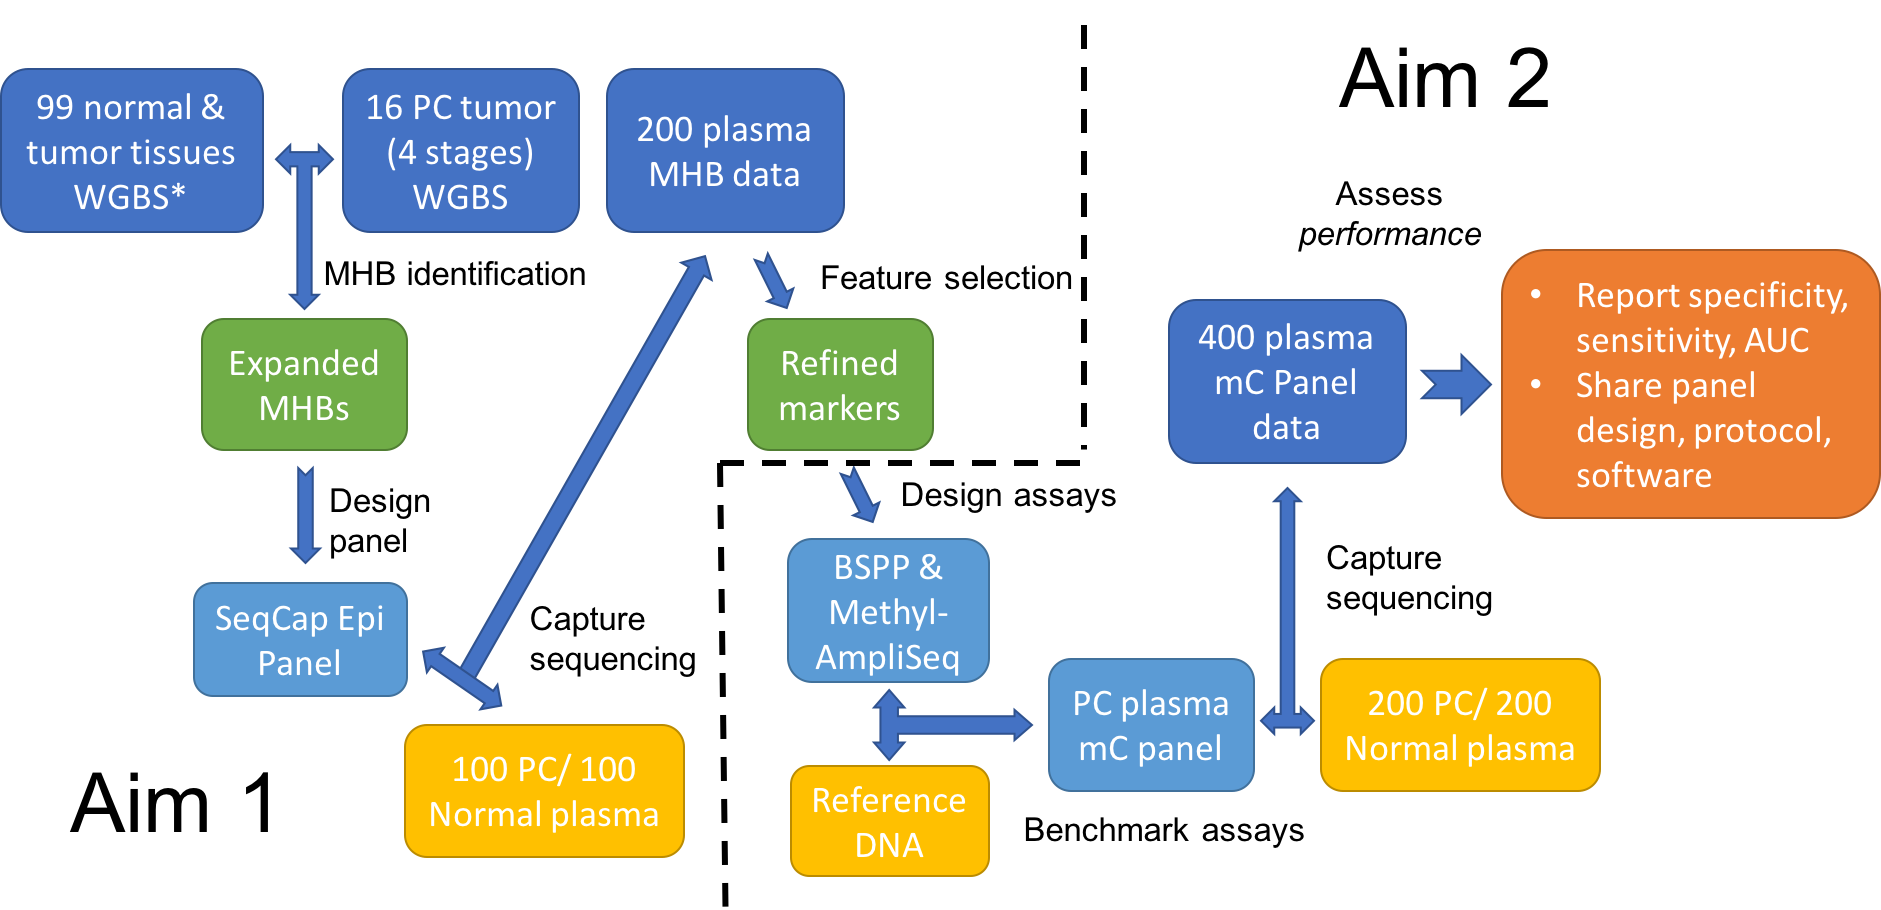 99 normal &
tumor tissues
WGBS*
16 PC tumor
(4 stages)
WGBS
200 plasma
MHB data
MHB identification
Feature selection
Expanded
MHBs
Refined
markers
Design
panel
SeqCap Epi
Panel
Capture
sequencing
100 PC/ 100
Normal plasma
Aim 1
Aim 2
Design assays
BSPP &
Methyl-
AmpliSeq
Reference
DNA
PC plasma
mC panel
Benchmark assays
200 PC/ 200
Normal plasma
Capture
sequencing
400 plasma
mC Panel
data
Assess
performance
• Report specificity,
sensitivity, AUC
• Share panel
design, protocol,
software